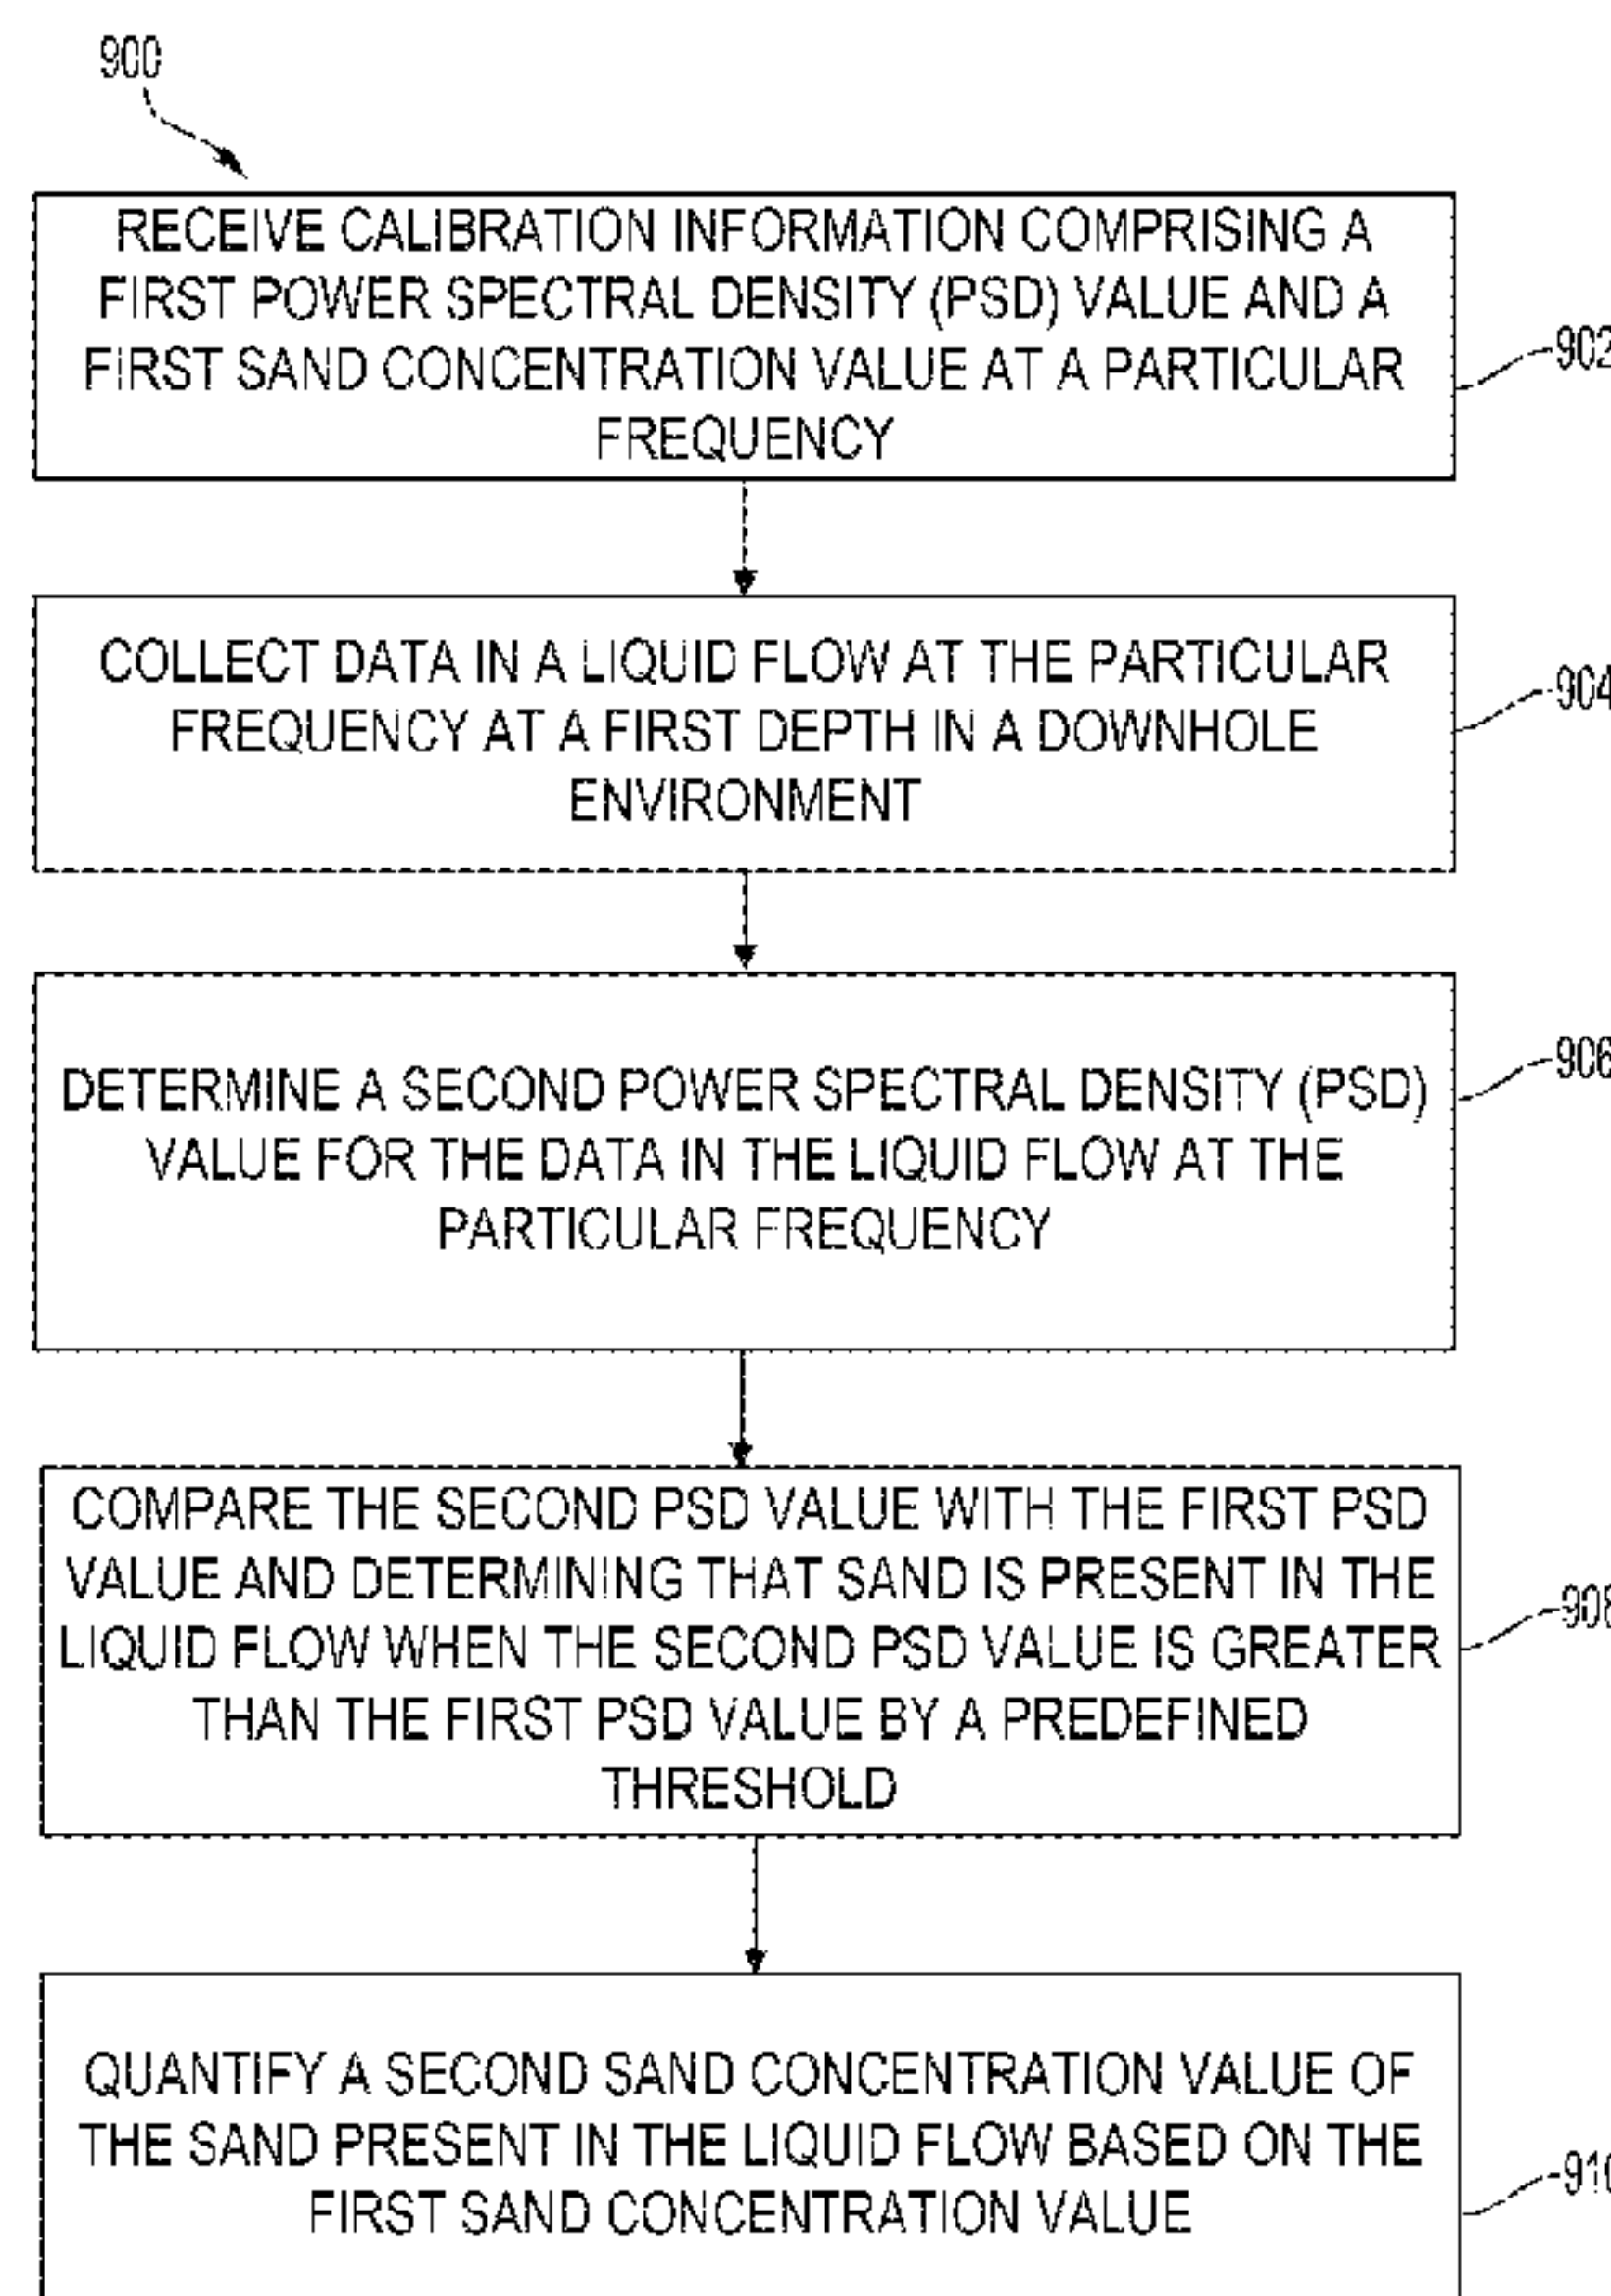 900
RECEIVE CALIBRATION INFORMATION COMPRISING A
FIRST POWER SPECTRAL DENSITY (PSD) VALUE AND A
FIRST SAND CONCENTRATION VALUE AT A PARTICULAR
FREQUENCY
902
COLLECT DATA IN A LIQUID FLOW AT THE PARTICULAR
FREQUENCY AT A FIRST DEPTH IN A DOWNHOLE
ENVIRONMENT
904
DETERMINE A SECOND POWER SPECTRAL DENSITY (PSD)
VALUE FOR THE DATA IN THE LIQUID FLOW AT THE
PARTICULAR FREQUENCY
906
COMPARE THE SECOND PSD VALUE WITH THE FIRST PSD
VALUE AND DETERMINING THAT SAND IS PRESENT IN THE
LIQUID FLOW WHEN THE SECOND PSD VALUE IS GREATER
THAN THE FIRST PSD VALUE BY A PREDEFINED
THRESHOLD
908
QUANTIFY A SECOND SAND CONCENTRATION VALUE OF
THE SAND PRESENT IN THE LIQUID FLOW BASED ON THE
FIRST SAND CONCENTRATION VALUE
910